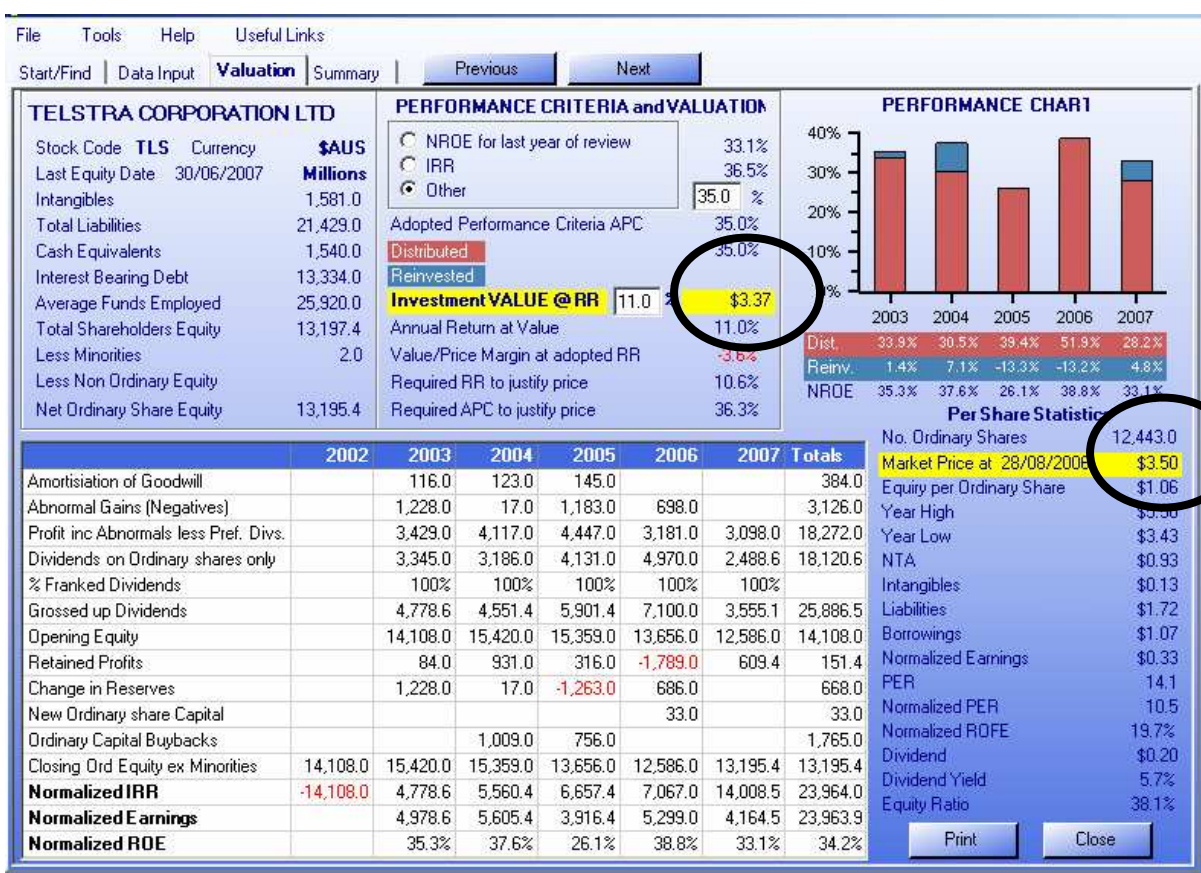 File Tools Help Useful Links
Start/Find Data Input Valuation Summary Previous Next
TELSTRA CORPORATION LTD
Stock Code TLS Currency $AUS
Last Equity Date 30/06/2007 Millions
Intangibles 1,581.0
Total Liabilities 21,429.0
Cash Equivalents 1,540.0
Interest Bearing Debt 13,334.0
Average Funds Employed 25,920.0
Total Shareholders Equity 13,197.4
Less Minorities 2.0
Less Non Ordinary Equity
Net Ordinary Share Equity 13,195.4
PERFORMANCE CRITERIA and VALUATION
NROE for last year of review 33.1%
IRR 36.5%
Other 35.0 %
Adopted Performance Criteria APC 35.0%
Distributed 35.0%
Reinvested
Investment VALUE @ RR 11.0 $3.37
Annual Return at Value 11.0%
Value/Price Margin at adopted RR -3.6%
Required RR to justify price 10.6%
Required APC to justify price 36.3%
PERFORMANCE CHART
40%
30%
20%
10%
2003 2004 2005 2006 2007
Dist. 33.9% 30.5% 39.4% 51.9% 28.2%
Reinv. 1.4% 7.1% -13.3% -13.2% 4.8%
NROE 35.3% 37.6% 26.1% 38.8% 33.1%
Per Share Statistics
No. Ordinary Shares 12,443.0
Market Price at 28/08/2006 $3.50
Equiry per Ordinary Share $1.06
Year High
Year Low $3.43
NTA $0.93
Intangibles $0.13
Liabilities $1.72
Borrowings $1.07
Normalized Earnings $0.33
PER 14.1
Normalized PER 10.5
Normalized ROFE 19.7%
Dividend $0.20
Dividend Yield 5.7%
Equity Ratio 38.1%
Print Close
2002 2003 2004 2005 2006 2007 Totals
Amortisiation of Goodwill 116.0 123.0 145.0 384.0
Abnormal Gains (Negatives) 1,228.0 17.0 1,183.0 698.0 3,126.0
Profit inc Abnormals less Pref. Divs. 3,429.0 4,117.0 4,447.0 3,181.0 3,098.0 18,272.0
Dividends on Ordinary shares only 3,345.0 3,186.0 4,131.0 4,970.0 2,488.6 18,120.6
% Franked Dividends 100% 100% 100% 100% 100%
Grossed up Dividends 4,778.6 4,551.4 5,901.4 7,100.0 3,555.1 25,886.5
Opening Equity 14,108.0 15,420.0 15,359.0 13,656.0 12,586.0 14,108.0
Retained Profits 84.0 931.0 316.0 -1,789.0 609.4 151.4
Change in Reserves 1,228.0 17.0 -1,263.0 686.0 668.0
New Ordinary share Capital 33.0 33.0
Ordinary Capital Buybacks 1,009.0 756.0 1,765.0
Closing Ord Equity ex Minorities 14,108.0 15,420.0 15,359.0 13,656.0 12,586.0 13,195.4 13,195.4
Normalized IRR -14,108.0 4,778.6 5,560.4 6,657.4 7,067.0 14,008.5 23,964.0
Normalized Earnings 4,978.6 5,605.4 3,916.4 5,299.0 4,164.5 23,963.9
Normalized ROE 35.3% 37.6% 26.1% 38.8% 33.1% 34.2%